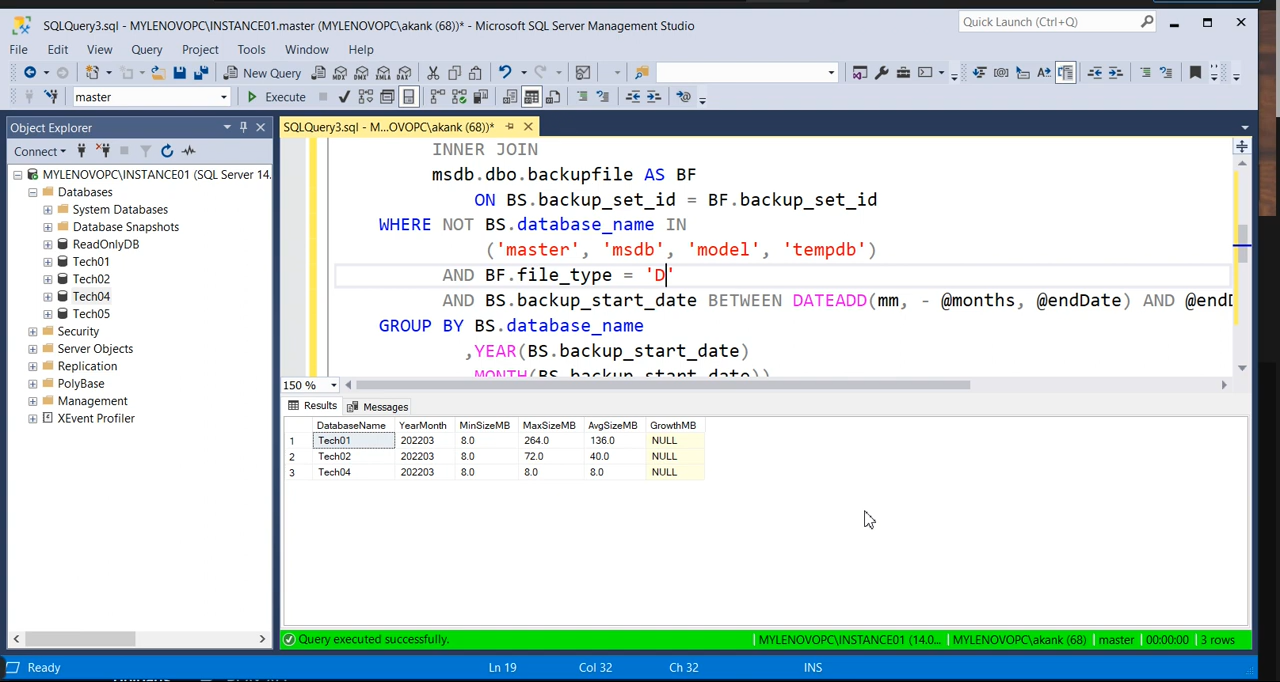 SQLQuery3.sql - MYLENOVOPC\INSTANCE01.master (MYLENOVOPC\akank (68))* - Microsoft SQL Server Management Studio
Quick Launch (Ctrl+Q)
File Edit View Query Project Tools Window Help
New Query
MDX DMX XMLA DAX
master
Execute
Object Explorer
SQLQuery3.sql - M...OVOPC\akank (68))*
Connect
MYLENOVOPC\INSTANCE01 (SQL Server 14.
Databases
System Databases
Database Snapshots
ReadOnlyDB
Tech01
Tech02
Tech04
Tech05
Security
Server Objects
Replication
PolyBase
Management
XEvent Profiler
INNER JOIN
msdb.dbo.backupfile AS BF
ON BS.backup_set_id = BF.backup_set_id
WHERE NOT BS.database_name IN
('master', 'msdb', 'model', 'tempdb')
AND BF.file_type = 'D'
AND BS.backup_start_date BETWEEN DATEADD(mm, - @months, @endDate) AND @endD
GROUP BY BS.database_name
,YEAR(BS.backup_start_date)
,MONTH(BS.backup_start_date))
150 %
Results Messages
DatabaseName YearMonth MinSizeMB MaxSizeMB AvgSizeMB GrowthMB
1 Tech01 202203 8.0 264.0 136.0 NULL
2 Tech02 202203 8.0 72.0 40.0 NULL
3 Tech04 202203 8.0 8.0 8.0 NULL
Query executed successfully.
MYLENOVOPC\INSTANCE01 (14.0... MYLENOVOPC\akank (68) master 00:00:00 3 rows
Ready
Ln 19 Col 32 Ch 32 INS